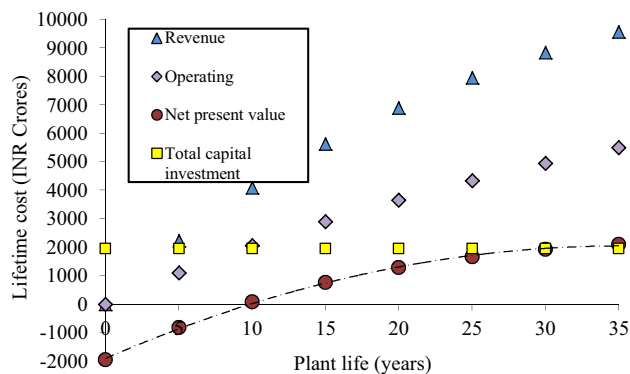 10000
9000
8000
7000
6000
5000
4000
3000
2000
1000
0
-1000
-2000
Lifetime cost (INR Crores)
Revenue
Operating
Net present value
Total capital
investment
0 5 10 15 20 25 30 35
Plant life (years)